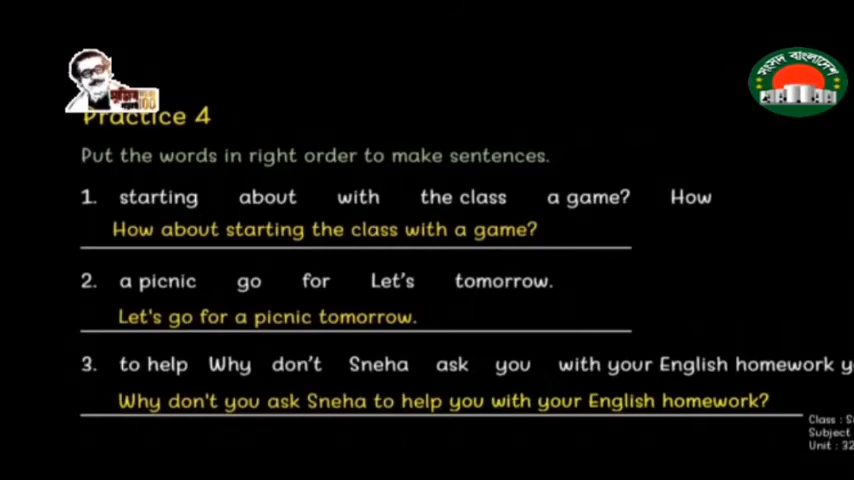 সংসদ বাংলাদেশ
Practice 4
Put the words in right order to make sentences.
1. starting about with the class a game? How
How about starting the class with a game?
2. a picnic go for Let's tomorrow.
Let's go for a picnic tomorrow.
3. to help Why don't Sneha ask you with your English homework y
Why don't you ask Sneha to help you with your English homework?
Class : S
Subject
Unit : 32